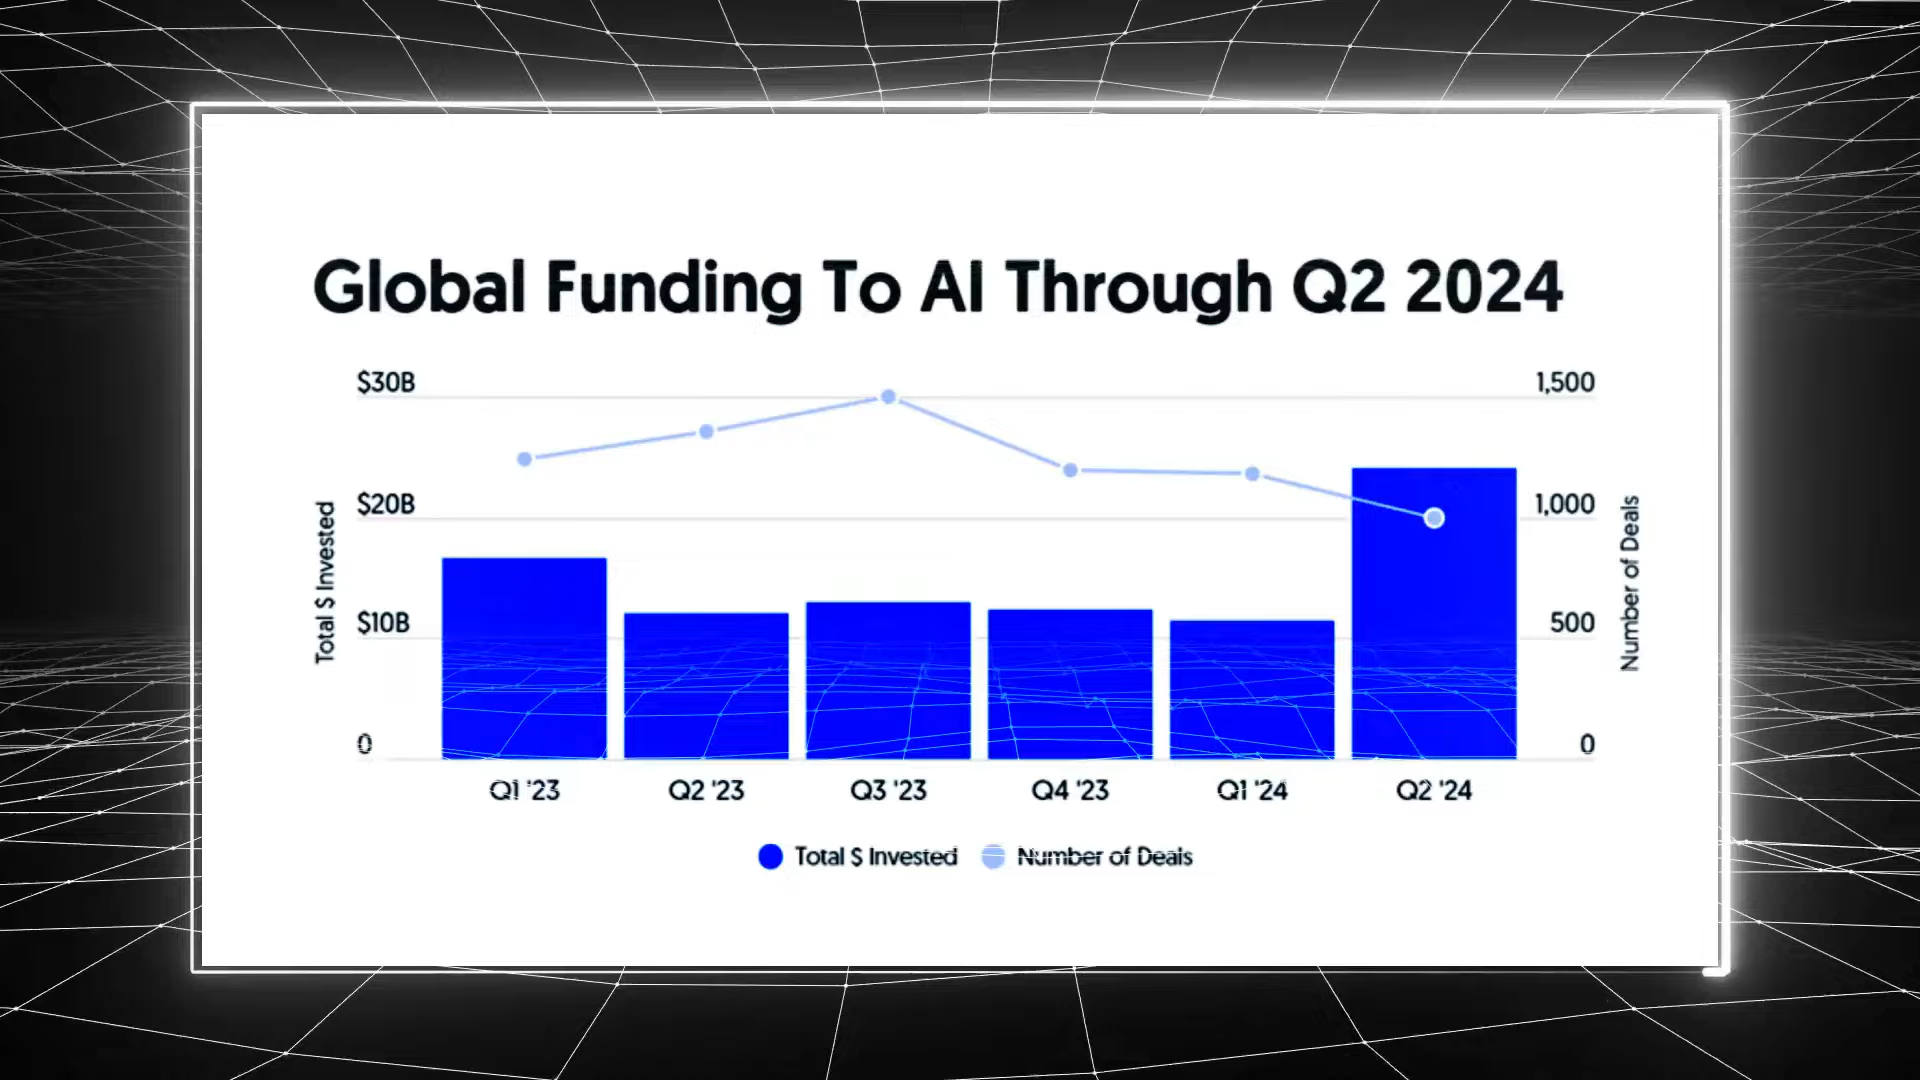 Global Funding To AI Through Q2 2024
$30B
1,500
$20B
1,000
$10B
500
0
0
Total $ Invested
Number of Deals
Q1 '23
Q2 '23
Q3 '23
Q4 '23
Q1 '24
Q2 '24
Total $ Invested
Number of Deals